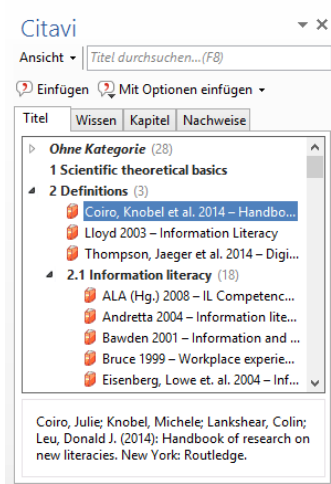 Citavi
Ansicht Titel durchsuchen...(F8)
Einfügen Mit Optionen einfügen
Titel Wissen Kapitel Nachweise
Ohne Kategorie (28)
1 Scientific theoretical basics
2 Definitions (3)
Coiro, Knobel et al. 2014 – Handbo...
Lloyd 2003 – Information Literacy
Thompson, Jaeger et al. 2014 – Digi...
2.1 Information literacy (18)
ALA (Hg.) 2008 – IL Competenc...
Andretta 2004 – Information lite...
Bawden 2001 – Information and ...
Bruce 1999 – Workplace experie...
Eisenberg, Lowe et. al. 2004 – Inf...
Coiro, Julie; Knobel, Michele; Lankshear, Colin;
Leu, Donald J. (2014): Handbook of research on
new literacies. New York: Routledge.